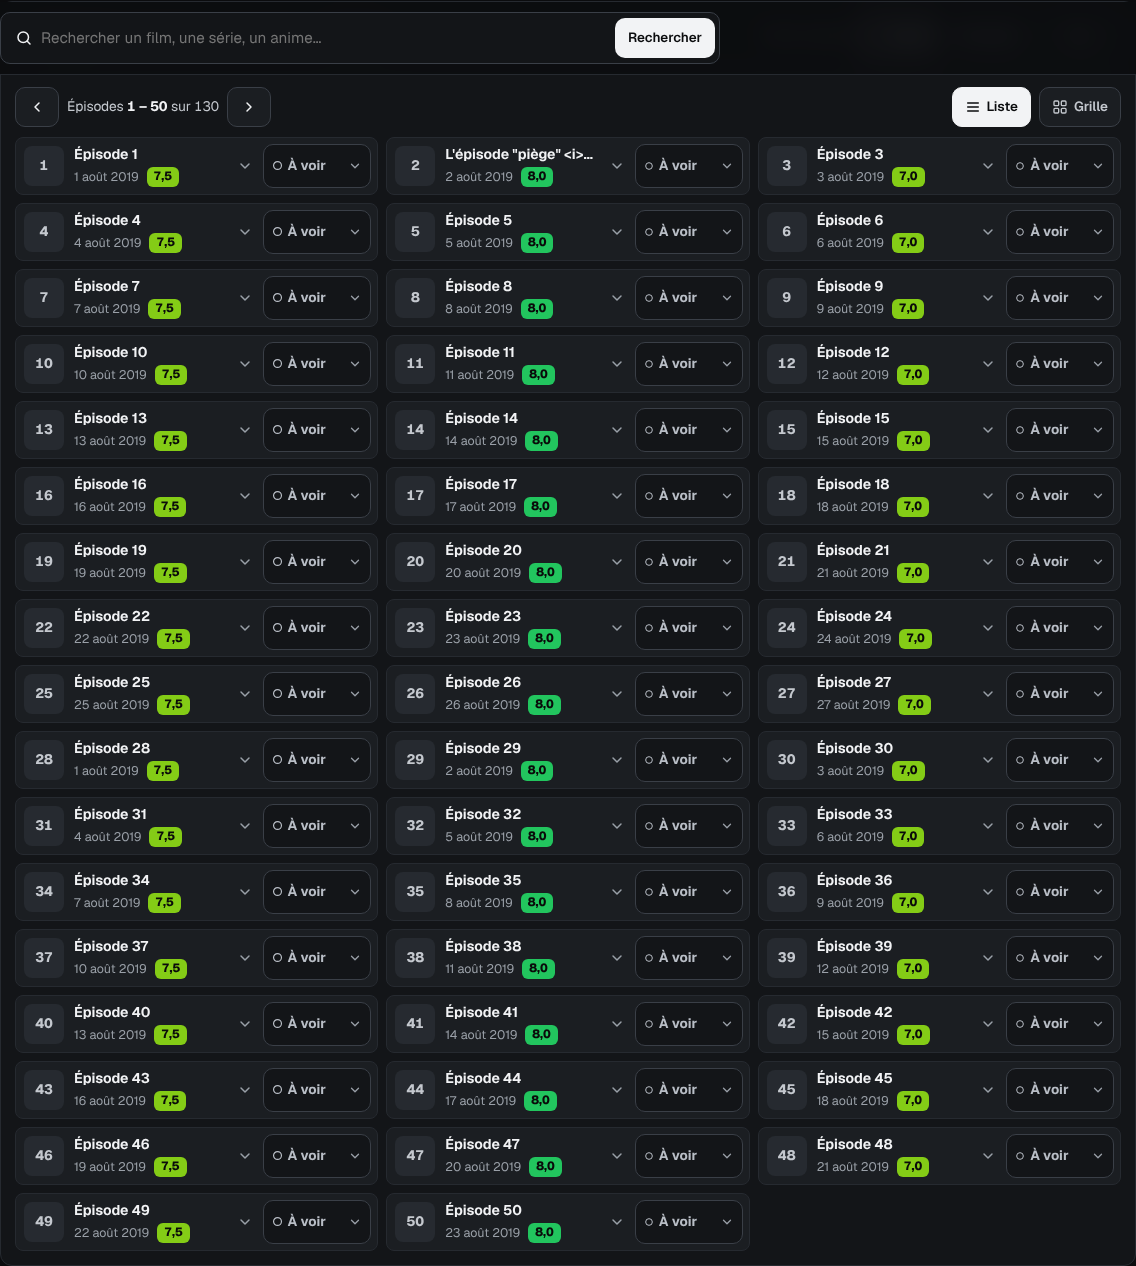 Rechercher un film, une série, un anime...
Rechercher
Épisodes 1 – 50 sur 130
Liste
Grille
1
Épisode 1
1 août 2019 7,5
À voir
2
L'épisode "piège" <i>...
2 août 2019 8,0
À voir
3
Épisode 3
3 août 2019 7,0
À voir
4
Épisode 4
4 août 2019 7,5
À voir
5
Épisode 5
5 août 2019 8,0
À voir
6
Épisode 6
6 août 2019 7,0
À voir
7
Épisode 7
7 août 2019 7,5
À voir
8
Épisode 8
8 août 2019 8,0
À voir
9
Épisode 9
9 août 2019 7,0
À voir
10
Épisode 10
10 août 2019 7,5
À voir
11
Épisode 11
11 août 2019 8,0
À voir
12
Épisode 12
12 août 2019 7,0
À voir
13
Épisode 13
13 août 2019 7,5
À voir
14
Épisode 14
14 août 2019 8,0
À voir
15
Épisode 15
15 août 2019 7,0
À voir
16
Épisode 16
16 août 2019 7,5
À voir
17
Épisode 17
17 août 2019 8,0
À voir
18
Épisode 18
18 août 2019 7,0
À voir
19
Épisode 19
19 août 2019 7,5
À voir
20
Épisode 20
20 août 2019 8,0
À voir
21
Épisode 21
21 août 2019 7,0
À voir
22
Épisode 22
22 août 2019 7,5
À voir
23
Épisode 23
23 août 2019 8,0
À voir
24
Épisode 24
24 août 2019 7,0
À voir
25
Épisode 25
25 août 2019 7,5
À voir
26
Épisode 26
26 août 2019 8,0
À voir
27
Épisode 27
27 août 2019 7,0
À voir
28
Épisode 28
1 août 2019 7,5
À voir
29
Épisode 29
2 août 2019 8,0
À voir
30
Épisode 30
3 août 2019 7,0
À voir
31
Épisode 31
4 août 2019 7,5
À voir
32
Épisode 32
5 août 2019 8,0
À voir
33
Épisode 33
6 août 2019 7,0
À voir
34
Épisode 34
7 août 2019 7,5
À voir
35
Épisode 35
8 août 2019 8,0
À voir
36
Épisode 36
9 août 2019 7,0
À voir
37
Épisode 37
10 août 2019 7,5
À voir
38
Épisode 38
11 août 2019 8,0
À voir
39
Épisode 39
12 août 2019 7,0
À voir
40
Épisode 40
13 août 2019 7,5
À voir
41
Épisode 41
14 août 2019 8,0
À voir
42
Épisode 42
15 août 2019 7,0
À voir
43
Épisode 43
16 août 2019 7,5
À voir
44
Épisode 44
17 août 2019 8,0
À voir
45
Épisode 45
18 août 2019 7,0
À voir
46
Épisode 46
19 août 2019 7,5
À voir
47
Épisode 47
20 août 2019 8,0
À voir
48
Épisode 48
21 août 2019 7,0
À voir
49
Épisode 49
22 août 2019 7,5
À voir
50
Épisode 50
23 août 2019 8,0
À voir